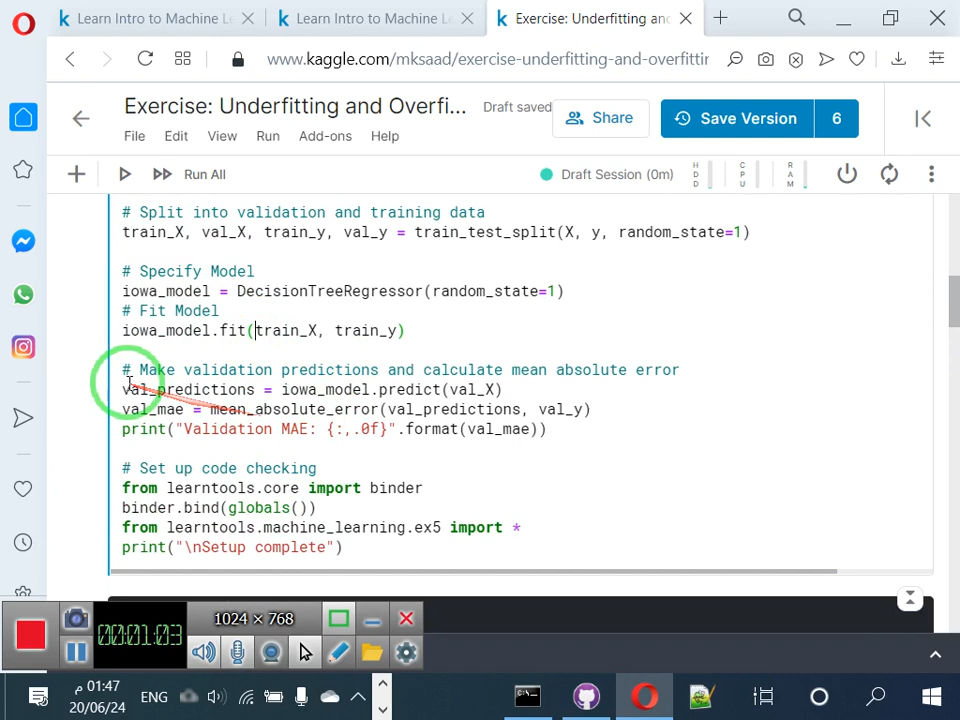 Learn Intro to Machine Le
Learn Intro to Machine Le
Exercise: Underfitting and
www.kaggle.com/mksaad/exercise-underfitting-and-overfittin
Exercise: Underfitting and Overfi...
Draft saved
Share
Save Version
6
File Edit View Run Add-ons Help
Run All
Draft Session (0m)
HDD
CPU
RAM
# Split into validation and training data
train_X, val_X, train_y, val_y = train_test_split(X, y, random_state=1)
# Specify Model
iowa_model = DecisionTreeRegressor(random_state=1)
# Fit Model
iowa_model.fit(train_X, train_y)
# Make validation predictions and calculate mean absolute error
val_predictions = iowa_model.predict(val_X)
val_mae = mean_absolute_error(val_predictions, val_y)
print("Validation MAE: {:,.0f}".format(val_mae))
# Set up code checking
from learntools.core import binder
binder.bind(globals())
from learntools.machine_learning.ex5 import *
print("\nSetup complete")
00:01.03
1024 × 768
ENG
01:47 م
20/06/24